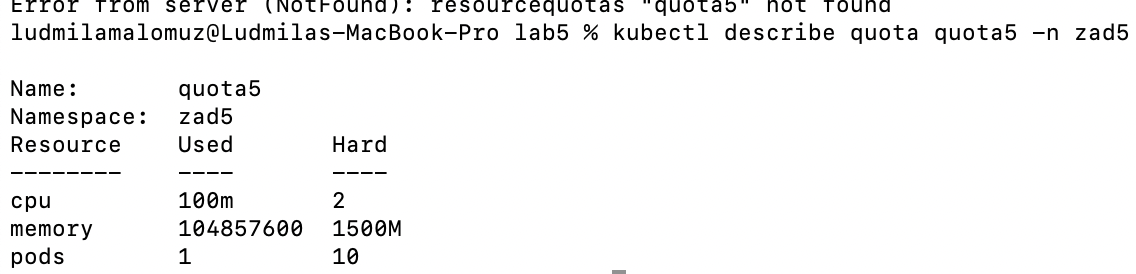 Error from server (NotFound): resourcequotas "quota5" not found
ludmilamalomuz@Ludmilas-MacBook-Pro lab5 % kubectl describe quota quota5 -n zad5
Name: quota5
Namespace: zad5
Resource Used Hard
-------- ---- ----
cpu 100m 2
memory 104857600 1500M
pods 1 10